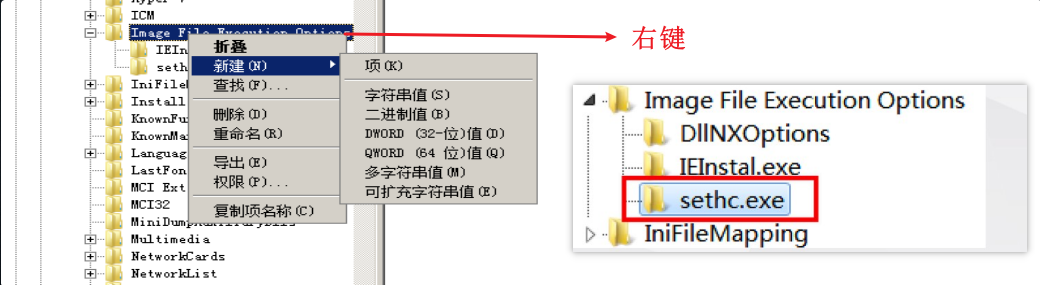 ICM
Image File Execution Options
折叠
新建(N)
查找(F)...
删除(D)
重命名(R)
导出(E)
权限(P)...
复制项名称(C)
项(K)
字符串值(S)
二进制值(B)
DWORD (32-位)值(D)
QWORD (64 位)值(Q)
多字符串值(M)
可扩充字符串值(E)
IEIn
seth
IniFile
Install
KnownFu
KnownMa
Languag
LastFon
MCI Ext
MCI32
MiniDumpAuxiliaryDlls
Multimedia
NetworkCards
NetworkList
右键
Image File Execution Options
DllNXOptions
IEInstal.exe
sethc.exe
IniFileMapping